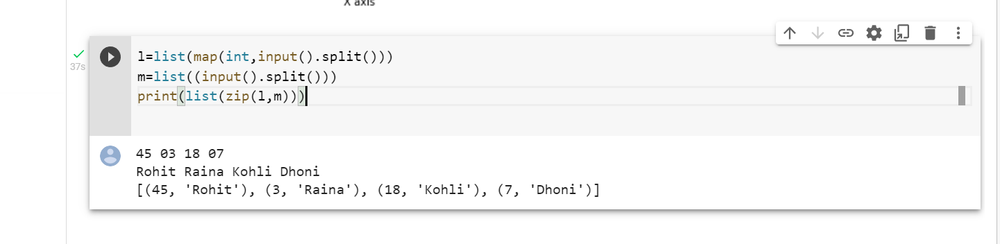 X axis
37s
l=list(map(int,input().split()))
m=list((input().split()))
print(list(zip(l,m)))
45 03 18 07
Rohit Raina Kohli Dhoni
[(45, 'Rohit'), (3, 'Raina'), (18, 'Kohli'), (7, 'Dhoni')]